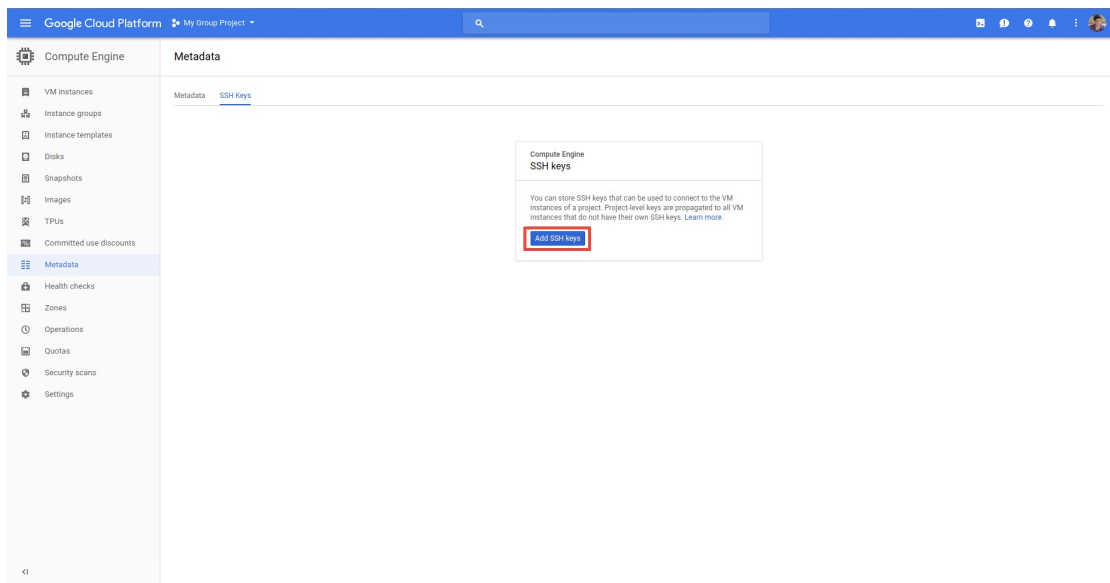 Google Cloud Platform My Group Project
Compute Engine
Metadata
VM instances
Instance groups
Instance templates
Disks
Snapshots
Images
TPUs
Committed use discounts
Metadata
Health checks
Zones
Operations
Quotas
Security scans
Settings
Metadata SSH Keys
Compute Engine
SSH keys
You can store SSH keys that can be used to connect to the VM
instances of a project. Project-level keys are propagated to all VM
instances that do not have their own SSH keys. Learn more.
Add SSH keys